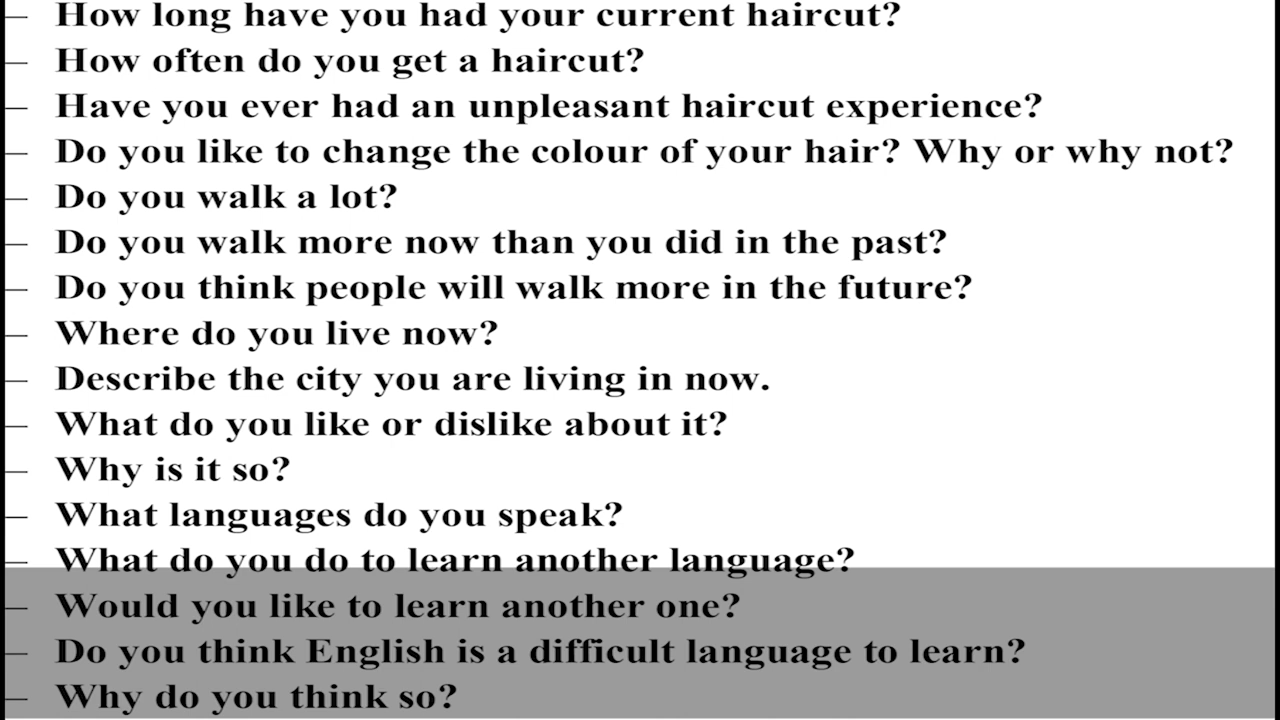 – How long have you had your current haircut?
– How often do you get a haircut?
– Have you ever had an unpleasant haircut experience?
– Do you like to change the colour of your hair? Why or why not?
– Do you walk a lot?
– Do you walk more now than you did in the past?
– Do you think people will walk more in the future?
– Where do you live now?
– Describe the city you are living in now.
– What do you like or dislike about it?
– Why is it so?
– What languages do you speak?
– What do you do to learn another language?
– Would you like to learn another one?
– Do you think English is a difficult language to learn?
– Why do you think so?